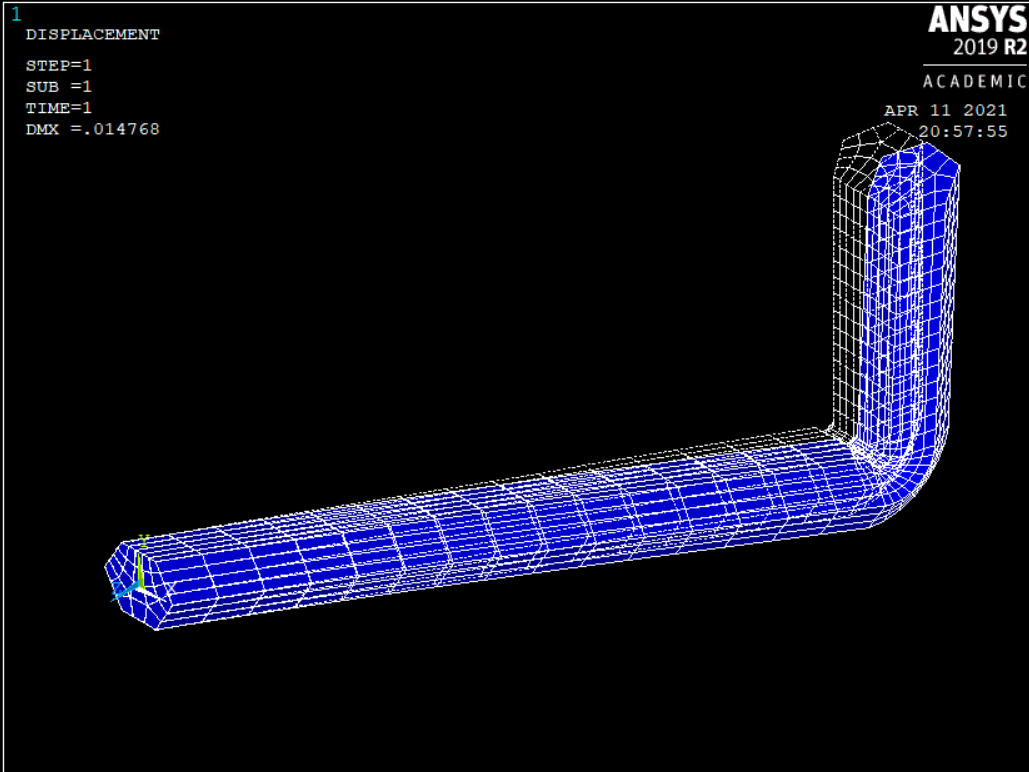 1
DISPLACEMENT
STEP=1
SUB =1
TIME=1
DMX =.014768
ANSYS
2019 R2
ACADEMIC
APR 11 2021
20:57:55
Y